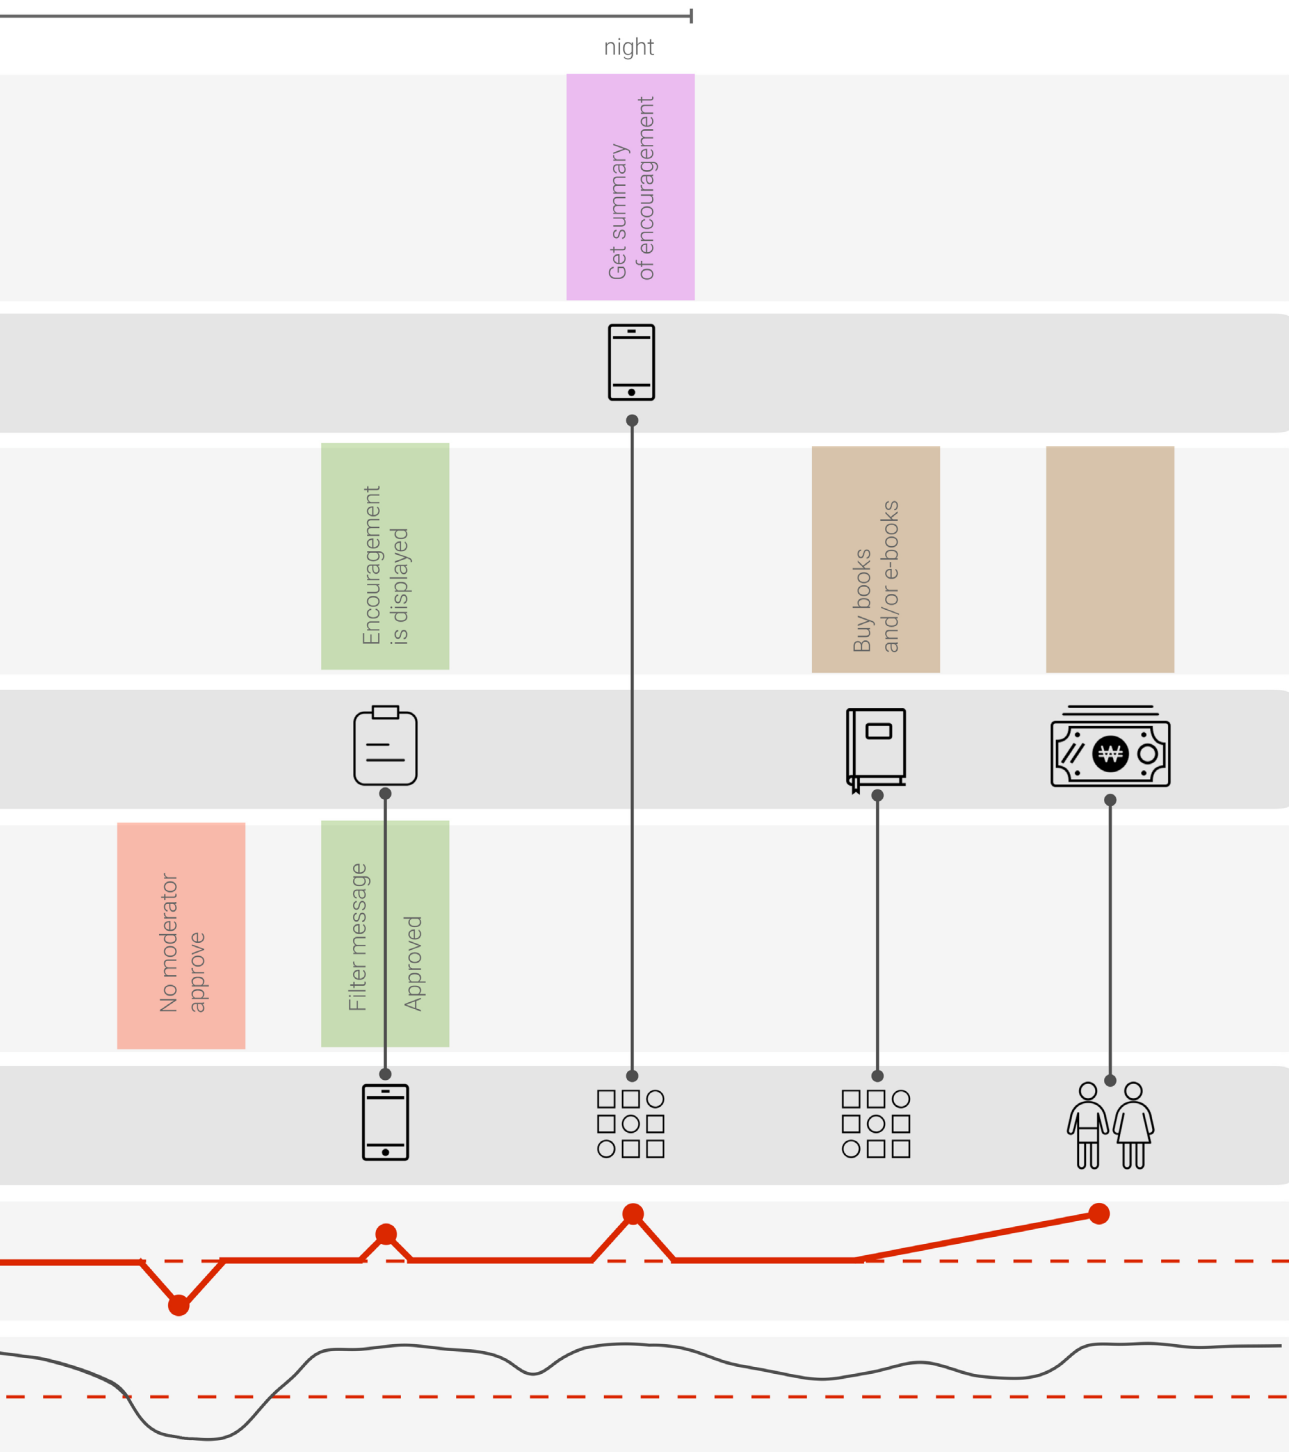 night
Get summary
of encouragement
Encouragement
is displayed
Buy books
and/or e-books
₩
No moderator
approve
Filter message
Approved